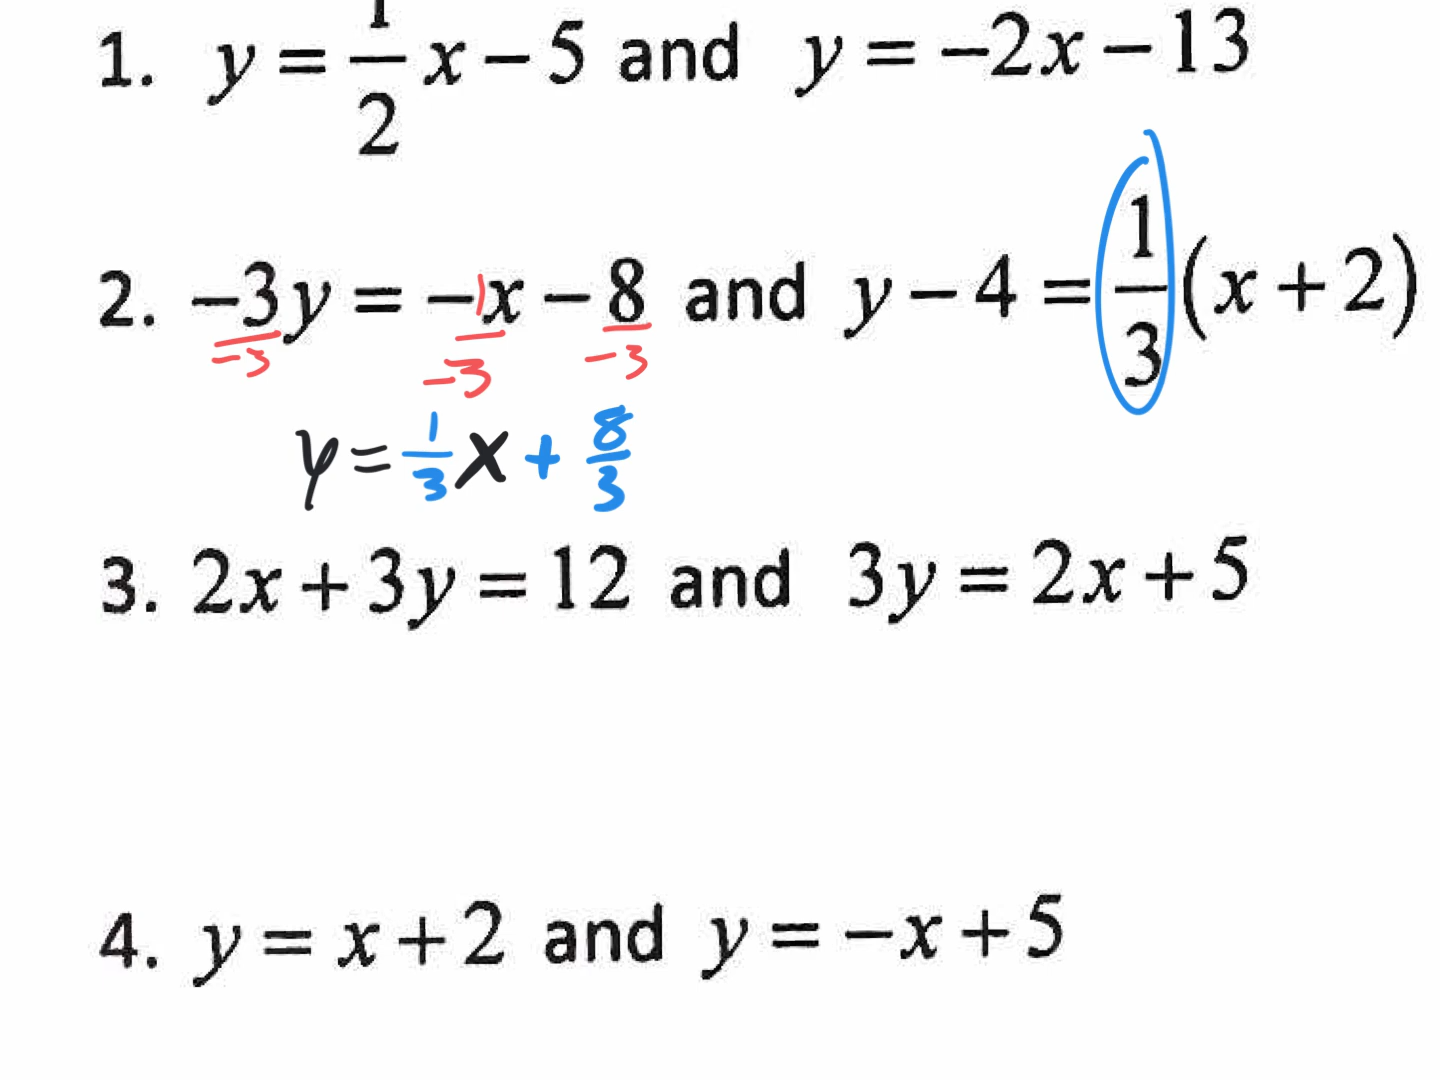 1. y = 1/2 x − 5 and y = −2x − 13
2. −3y = −1x − 8 and y − 4 = 1/3 (x + 2)
−3 −3 −3
y = 1/3 x + 8/3
3. 2x + 3y = 12 and 3y = 2x + 5
4. y = x + 2 and y = −x + 5